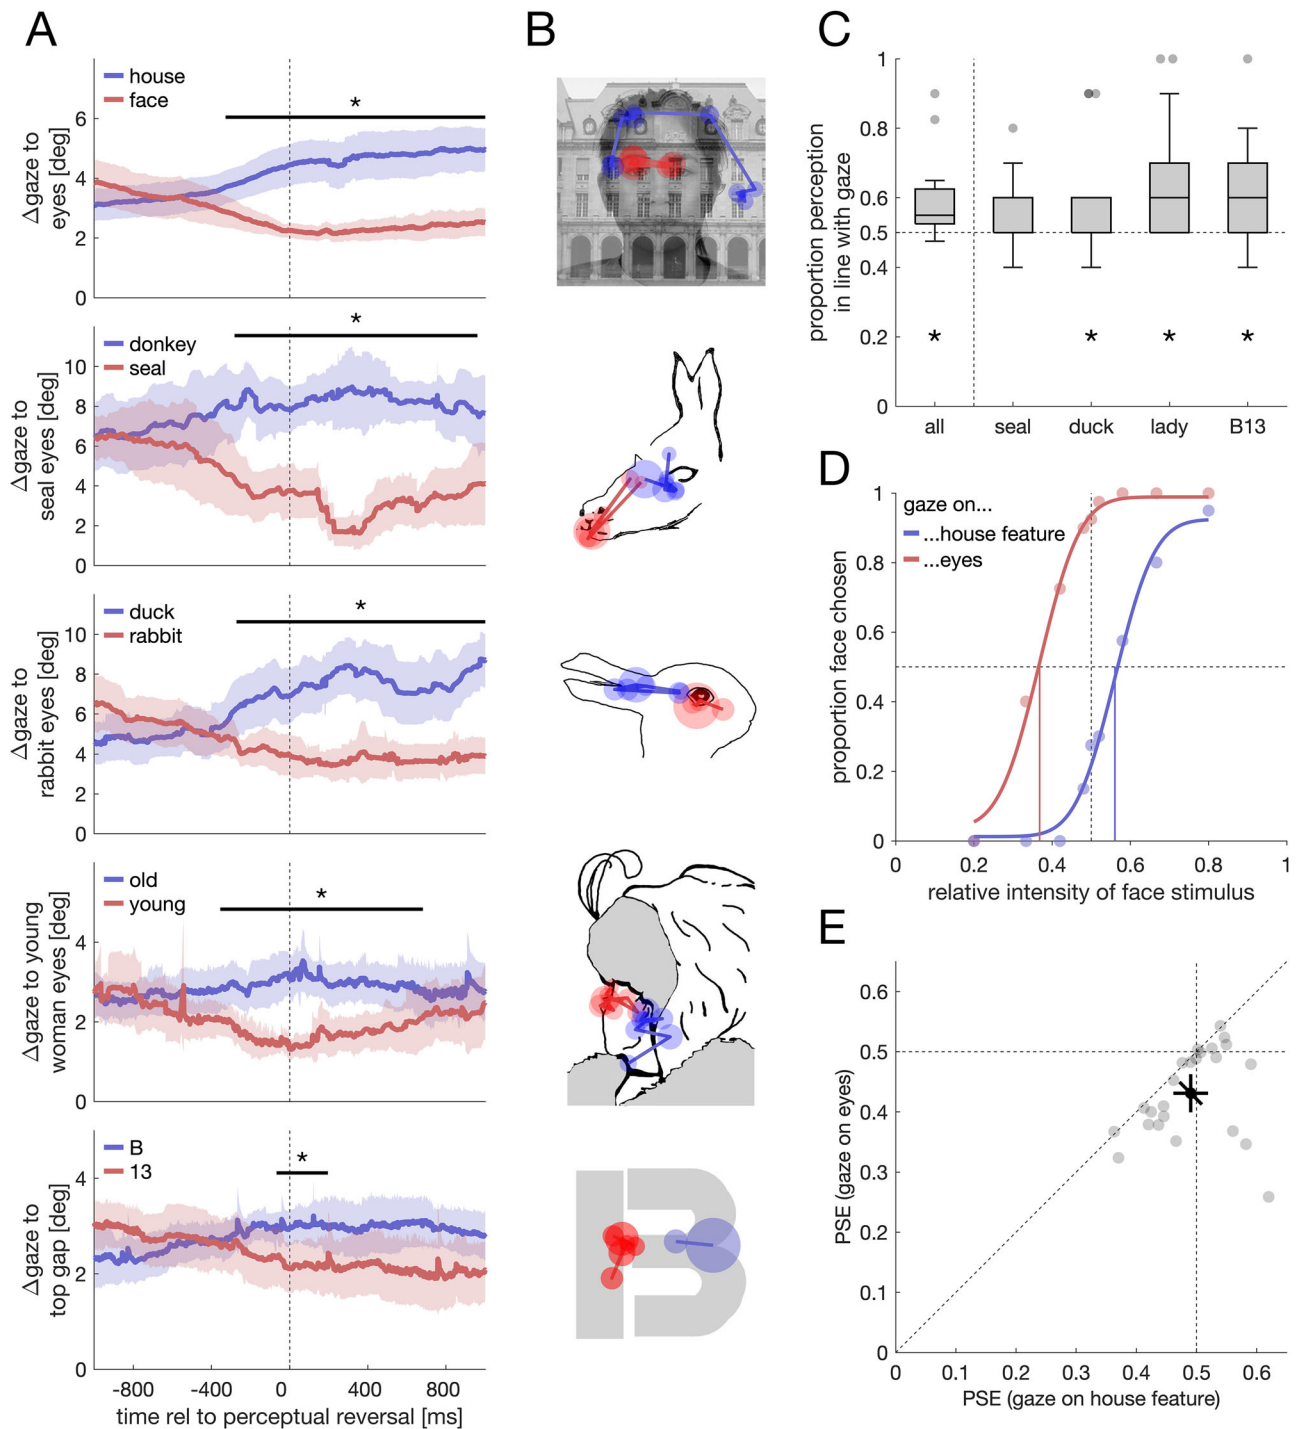 A
house
face
*
6
4
2
0
Δgaze to
eyes [deg]
donkey
seal
*
10
8
6
4
2
0
Δgaze to
seal eyes [deg]
duck
rabbit
*
10
8
6
4
2
0
Δgaze to
rabbit eyes [deg]
old
young
*
4
2
0
Δgaze to young
woman eyes [deg]
B
13
*
4
2
0
Δgaze to
top gap [deg]
-800 -400 0 400 800
time rel to perceptual reversal [ms]
B
C
1
0.8
0.6
0.5
0.4
0.2
0
proportion perception
in line with gaze
* * * *
all seal duck lady B13
D
gaze on...
...house feature
...eyes
1
0.8
0.6
0.4
0.2
0
proportion face chosen
0 0.2 0.4 0.6 0.8 1
relative intensity of face stimulus
E
0.6
0.5
0.4
0.3
0.2
0.1
0
PSE (gaze on eyes)
0 0.1 0.2 0.3 0.4 0.5 0.6
PSE (gaze on house feature)